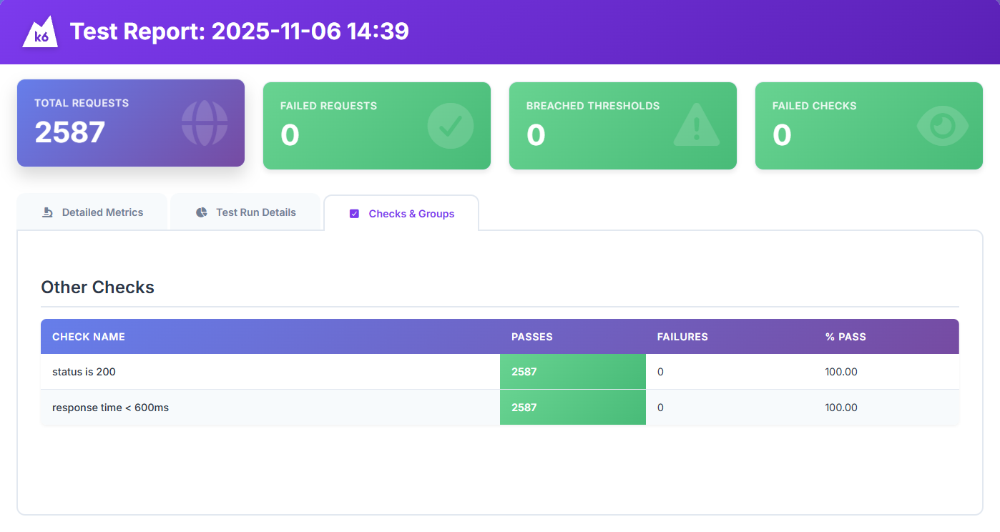 k6 Test Report: 2025-11-06 14:39
TOTAL REQUESTS
2587
FAILED REQUESTS
0
BREACHED THRESHOLDS
0
FAILED CHECKS
0
Detailed Metrics Test Run Details Checks & Groups
Other Checks
CHECK NAME PASSES FAILURES % PASS
status is 200 2587 0 100.00
response time < 600ms 2587 0 100.00